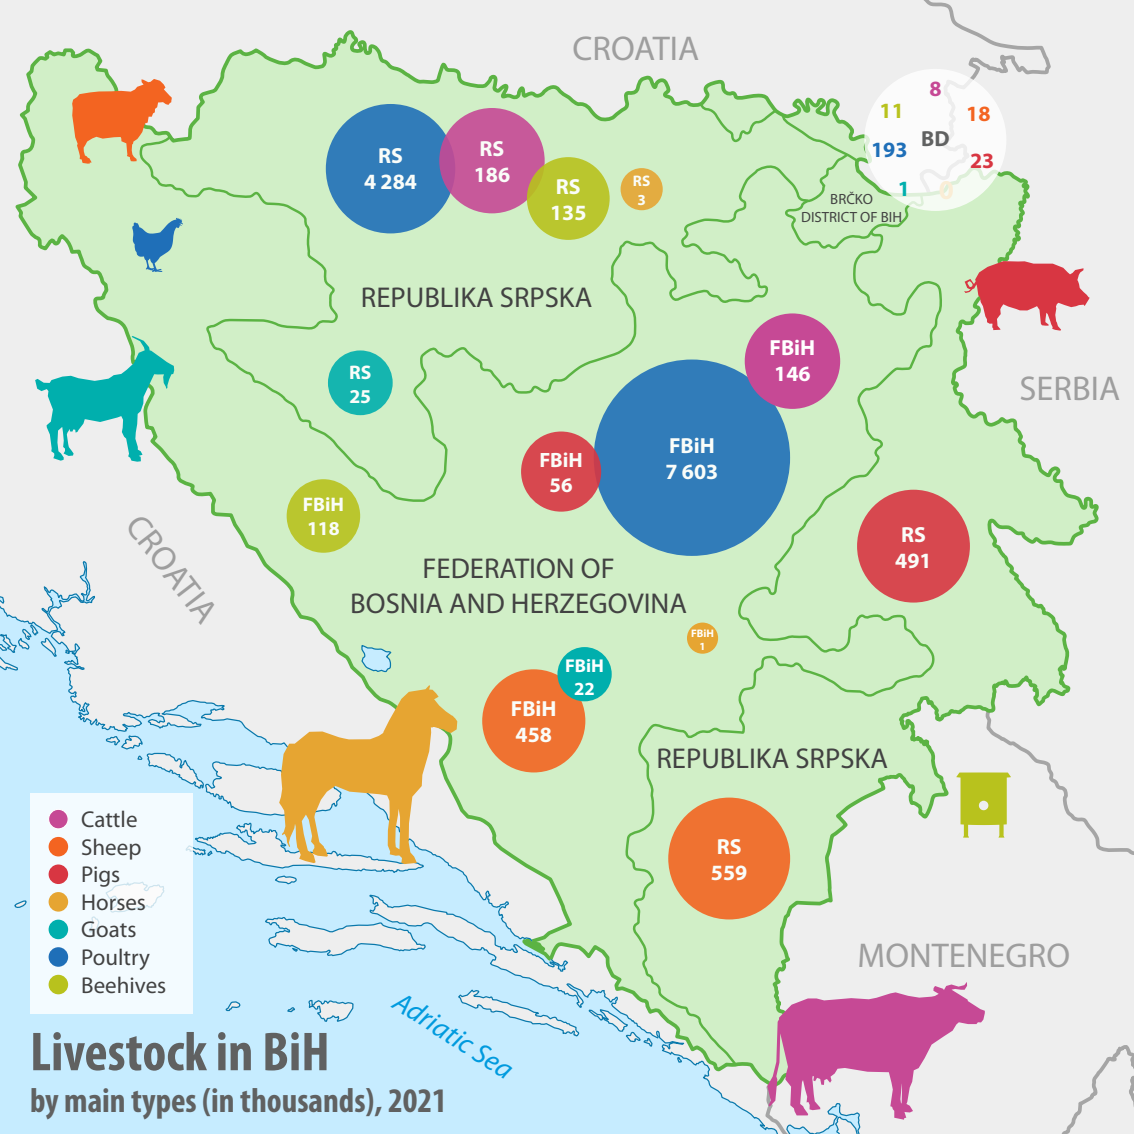 CROATIA
8
11
18
BD
193
23
1
0
BRČKO
DISTRICT OF BIH
RS
4 284
RS
186
RS
135
RS
3
REPUBLIKA SRPSKA
FBiH
146
SERBIA
RS
25
FBiH
7 603
FBiH
56
FBiH
118
RS
491
CROATIA
FEDERATION OF
BOSNIA AND HERZEGOVINA
FBiH
1
FBiH
22
FBiH
458
REPUBLIKA SRPSKA
RS
559
Cattle
Sheep
Pigs
Horses
Goats
Poultry
Beehives
MONTENEGRO
Adriatic Sea
Livestock in BiH
by main types (in thousands), 2021